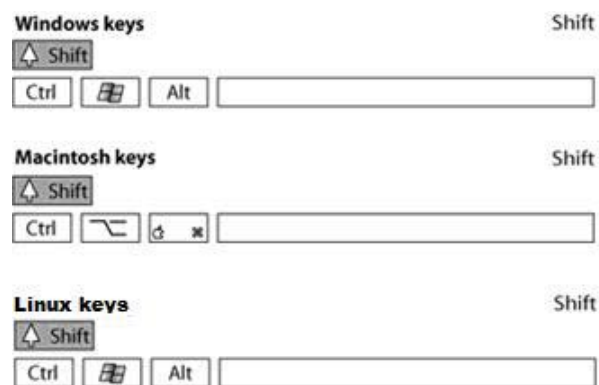 Windows keys Shift
Shift
Ctrl Alt
Macintosh keys Shift
Shift
Ctrl
Linux keys Shift
Shift
Ctrl Alt